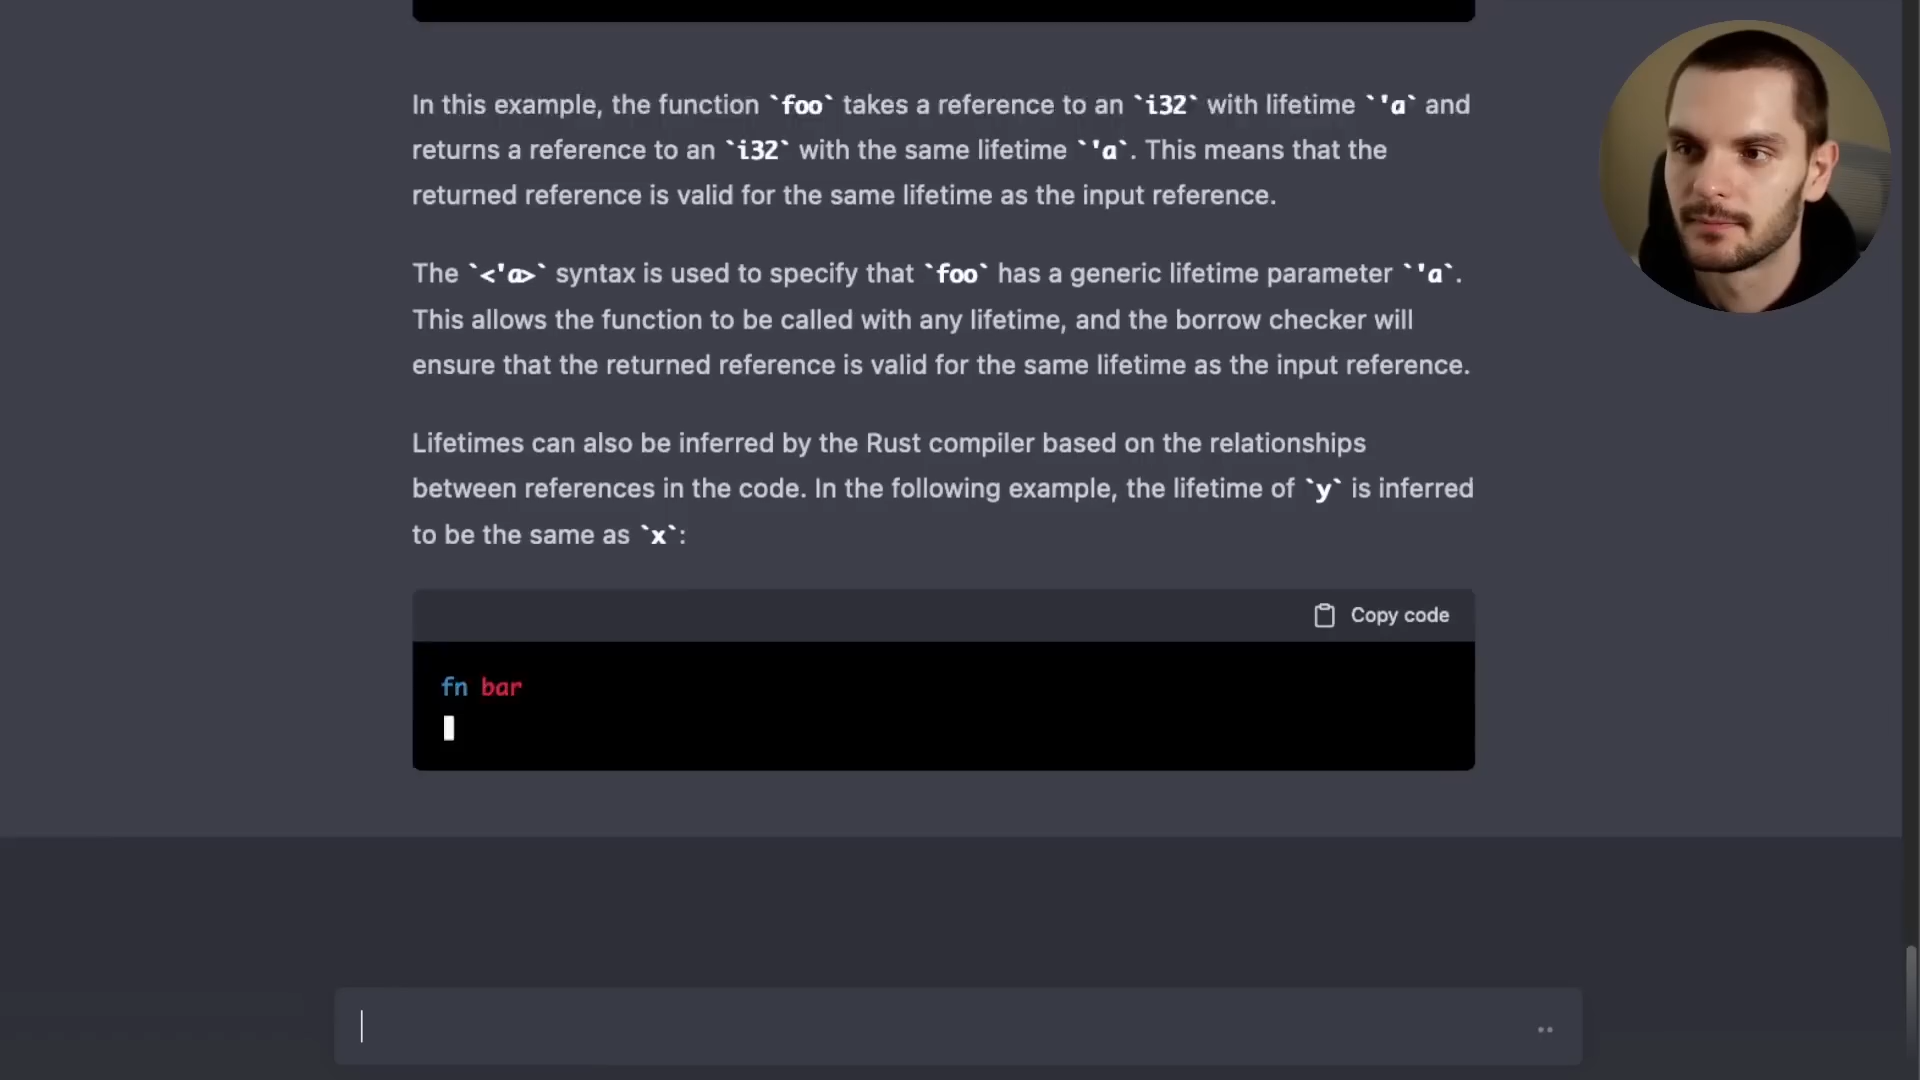 In this example, the function `foo` takes a reference to an `i32` with lifetime `'a` and
returns a reference to an `i32` with the same lifetime `'a`. This means that the
returned reference is valid for the same lifetime as the input reference.
The `<'a>` syntax is used to specify that `foo` has a generic lifetime parameter `'a`.
This allows the function to be called with any lifetime, and the borrow checker will
ensure that the returned reference is valid for the same lifetime as the input reference.
Lifetimes can also be inferred by the Rust compiler based on the relationships
between references in the code. In the following example, the lifetime of `y` is inferred
to be the same as `x`:
Copy code
fn bar